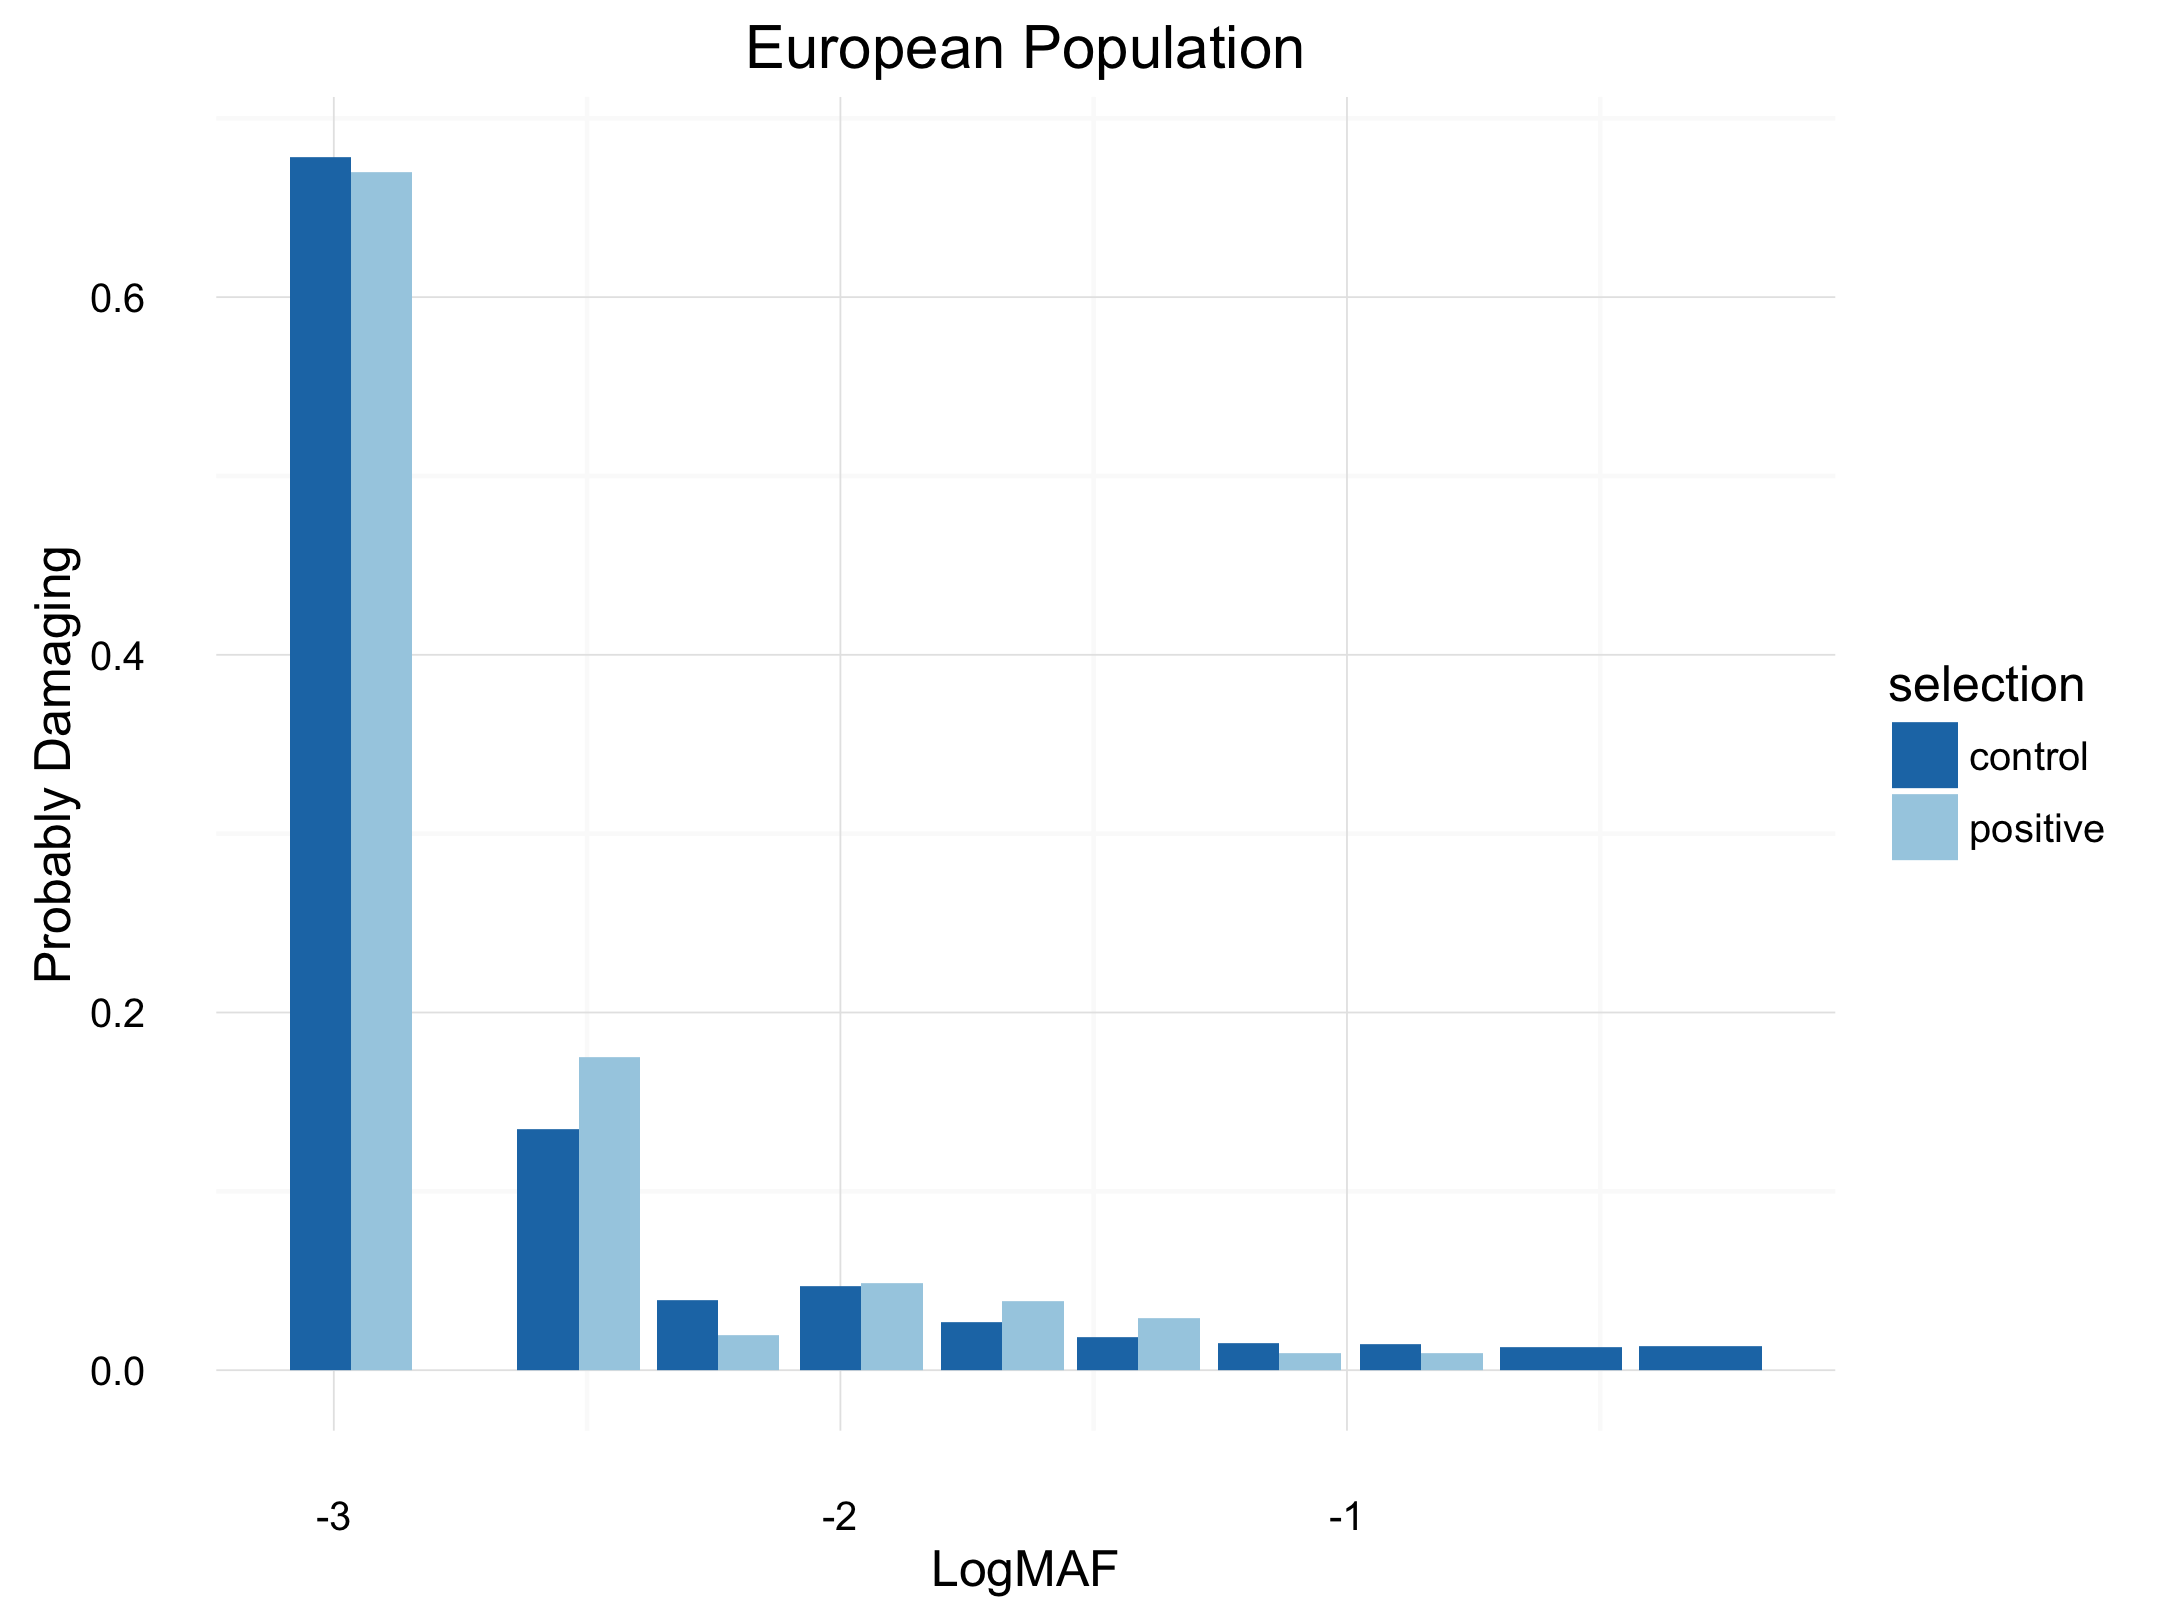 European Population
Probably Damaging
0.6
0.4
0.2
0.0
-3
-2
-1
LogMAF
selection
control
positive